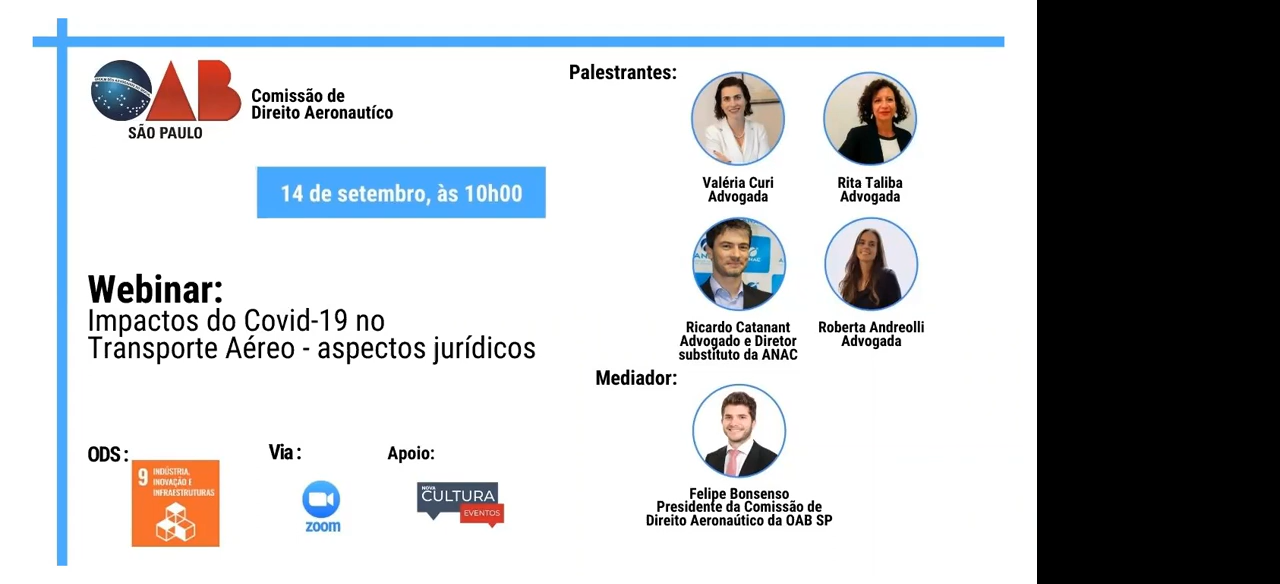 OAB
SÃO PAULO
Comissão de
Direito Aeronautíco
14 de setembro, às 10h00
Webinar:
Impactos do Covid-19 no
Transporte Aéreo - aspectos jurídicos
ODS:
9 INDÚSTRIA,
INOVAÇÃO E
INFRAESTRUTURAS
Via:
zoom
Apoio:
NOVA
CULTURA
EVENTOS
Palestrantes:
Valéria Curi
Advogada
Rita Taliba
Advogada
Ricardo Catanant
Advogado e Diretor
substituto da ANAC
Roberta Andreolli
Advogada
Mediador:
Felipe Bonsenso
Presidente da Comissão de
Direito Aeronaútico da OAB SP